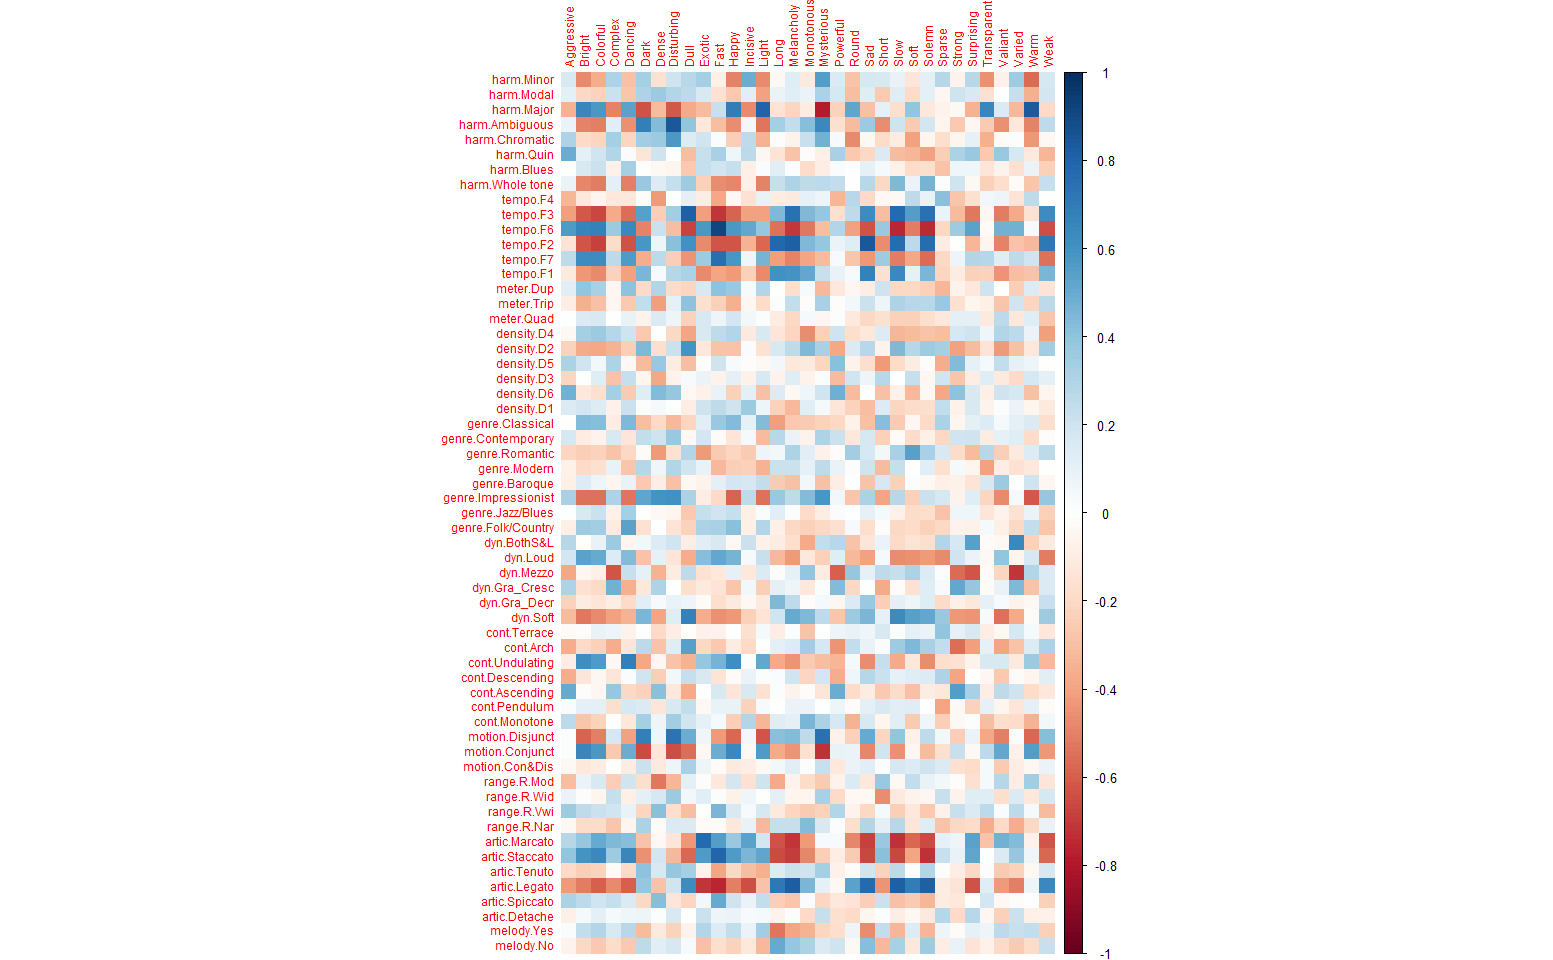 Aggressive
Bright
Colorful
Complex
Dancing
Dark
Dense
Disturbing
Dull
Exotic
Fast
Happy
Incisive
Light
Long
Melancholy
Monotonous
Mysterious
Powerful
Round
Sad
Short
Slow
Soft
Solemn
Sparse
Strong
Surprising
Transparent
Valiant
Varied
Warm
Weak
harm.Minor
harm.Modal
harm.Major
harm.Ambiguous
harm.Chromatic
harm.Quin
harm.Blues
harm.Whole tone
tempo.F4
tempo.F3
tempo.F6
tempo.F2
tempo.F7
tempo.F1
meter.Dup
meter.Trip
meter.Quad
density.D4
density.D2
density.D5
density.D3
density.D6
density.D1
genre.Classical
genre.Contemporary
genre.Romantic
genre.Modern
genre.Baroque
genre.Impressionist
genre.Jazz/Blues
genre.Folk/Country
dyn.BothS&L
dyn.Loud
dyn.Mezzo
dyn.Gra_Cresc
dyn.Gra_Decr
dyn.Soft
cont.Terrace
cont.Arch
cont.Undulating
cont.Descending
cont.Ascending
cont.Pendulum
cont.Monotone
motion.Disjunct
motion.Conjunct
motion.Con&Dis
range.R.Mod
range.R.Wid
range.R.Vwi
range.R.Nar
artic.Marcato
artic.Staccato
artic.Tenuto
artic.Legato
artic.Spiccato
artic.Detache
melody.Yes
melody.No
1
0.8
0.6
0.4
0.2
0
-0.2
-0.4
-0.6
-0.8
-1